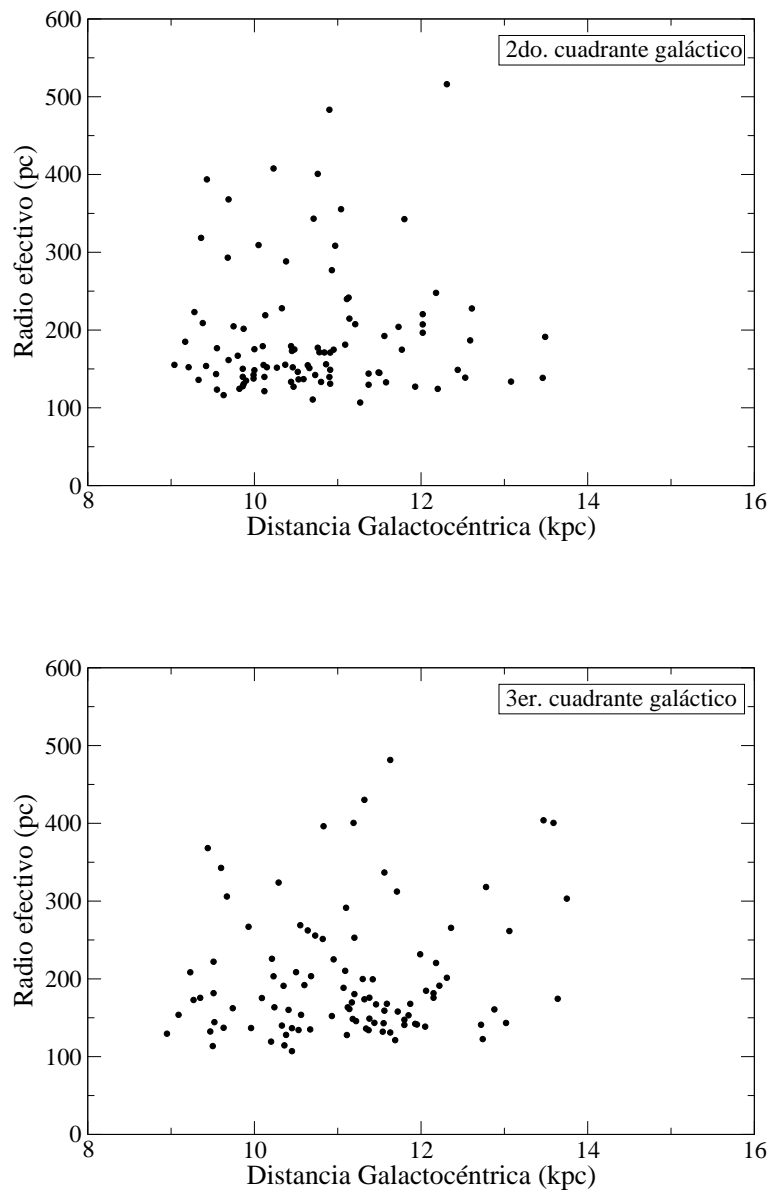 600
2do. cuadrante galáctico
500
400
300
200
100
0
Radio efectivo (pc)
8 10 12 14 16
Distancia Galactocéntrica (kpc)
600
3er. cuadrante galáctico
500
400
300
200
100
0
Radio efectivo (pc)
8 10 12 14 16
Distancia Galactocéntrica (kpc)